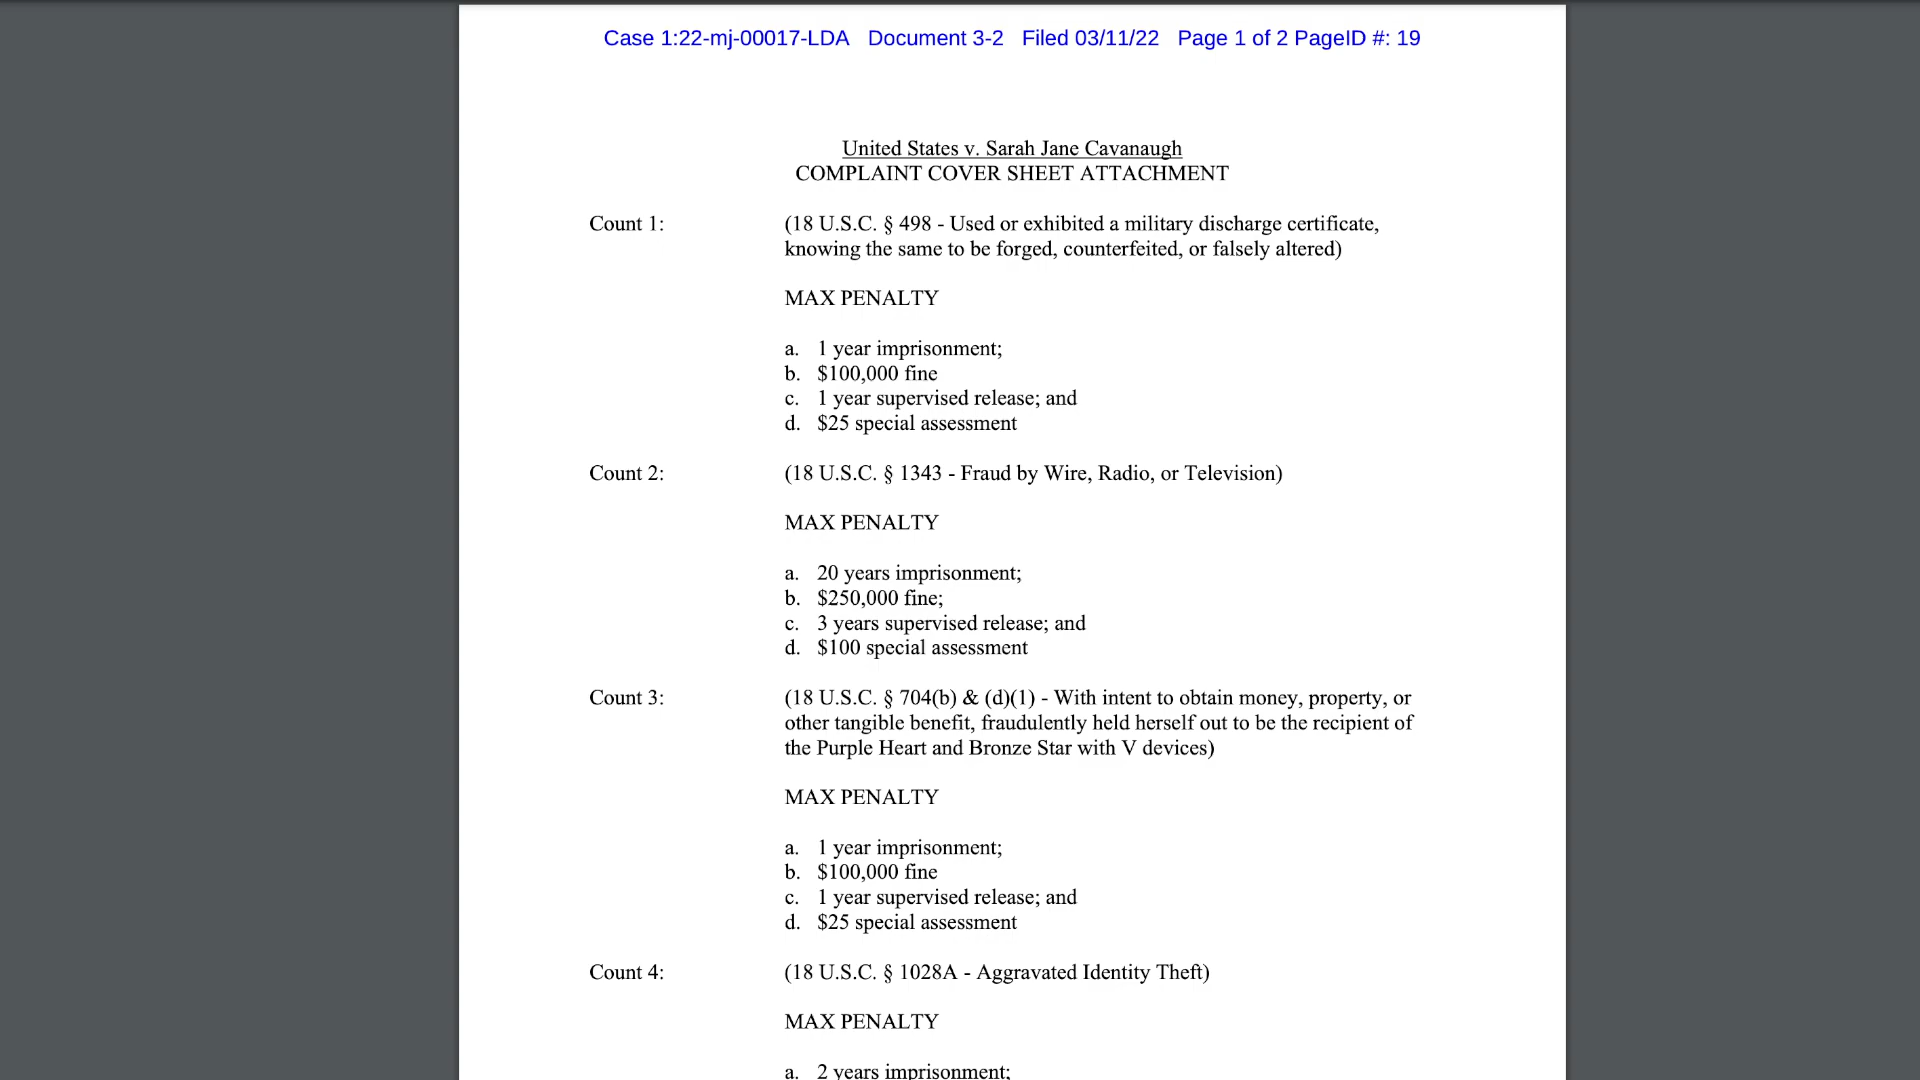 Case 1:22-mj-00017-LDA Document 3-2 Filed 03/11/22 Page 1 of 2 PageID #: 19
United States v. Sarah Jane Cavanaugh
COMPLAINT COVER SHEET ATTACHMENT
Count 1: (18 U.S.C. § 498 - Used or exhibited a military discharge certificate,
knowing the same to be forged, counterfeited, or falsely altered)
MAX PENALTY
a. 1 year imprisonment;
b. $100,000 fine
c. 1 year supervised release; and
d. $25 special assessment
Count 2: (18 U.S.C. § 1343 - Fraud by Wire, Radio, or Television)
MAX PENALTY
a. 20 years imprisonment;
b. $250,000 fine;
c. 3 years supervised release; and
d. $100 special assessment
Count 3: (18 U.S.C. § 704(b) & (d)(1) - With intent to obtain money, property, or
other tangible benefit, fraudulently held herself out to be the recipient of
the Purple Heart and Bronze Star with V devices)
MAX PENALTY
a. 1 year imprisonment;
b. $100,000 fine
c. 1 year supervised release; and
d. $25 special assessment
Count 4: (18 U.S.C. § 1028A - Aggravated Identity Theft)
MAX PENALTY
a. 2 years imprisonment;